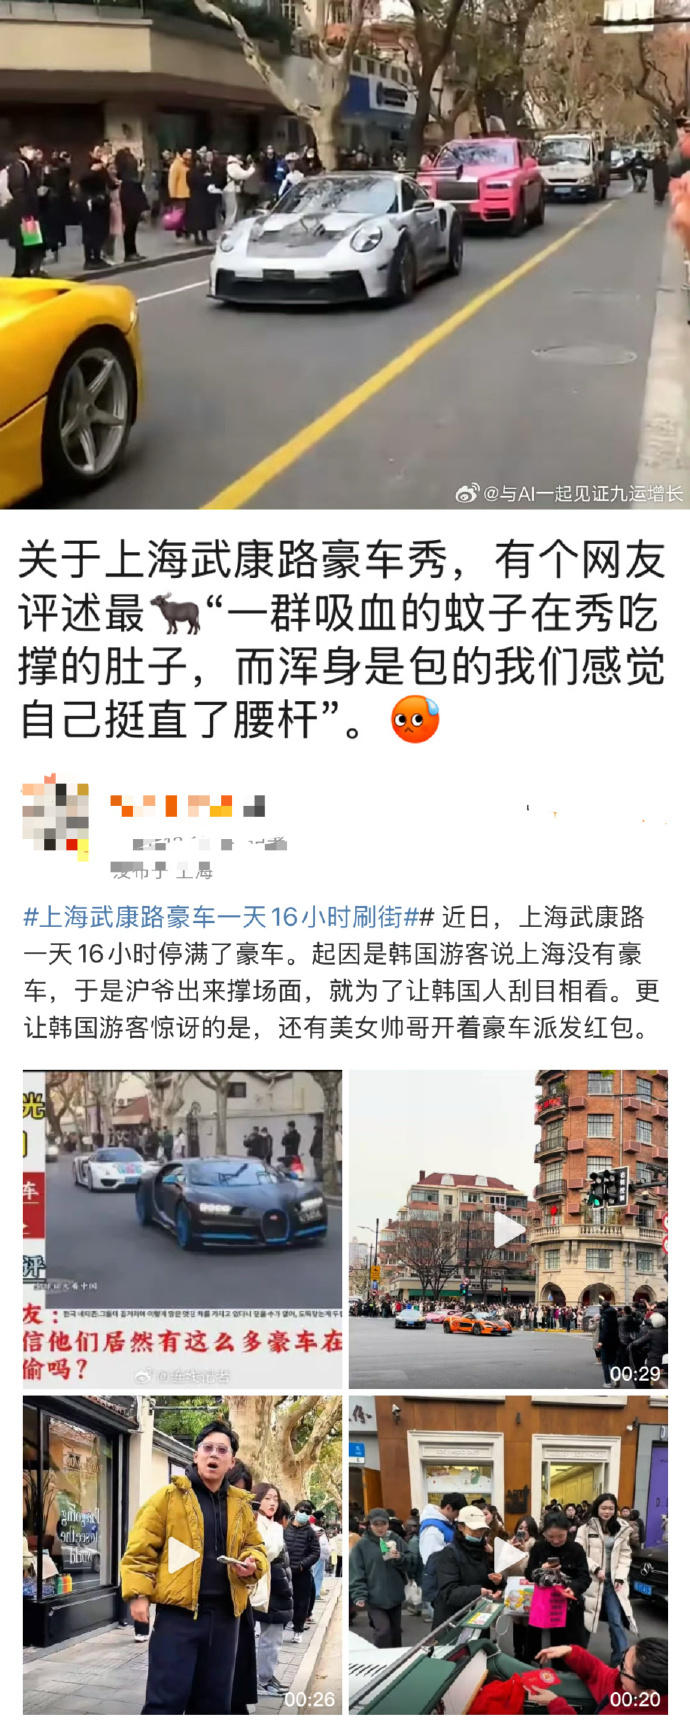 @与AI一起见证九运增长
关于上海武康路豪车秀，有个网友
评述最🐃“一群吸血的蚊子在秀吃
撑的肚子，而浑身是包的我们感觉
自己挺直了腰杆”。😓
发布于 上海
#上海武康路豪车一天16小时刷街## 近日，上海武康路
一天16小时停满了豪车。起因是韩国游客说上海没有豪
车，于是沪爷出来撑场面，就为了让韩国人刮目相看。更
让韩国游客惊讶的是，还有美女帅哥开着豪车派发红包。
光
车
评
友：
信他们居然有这么多豪车在
偷吗？
00:29
00:26
00:20